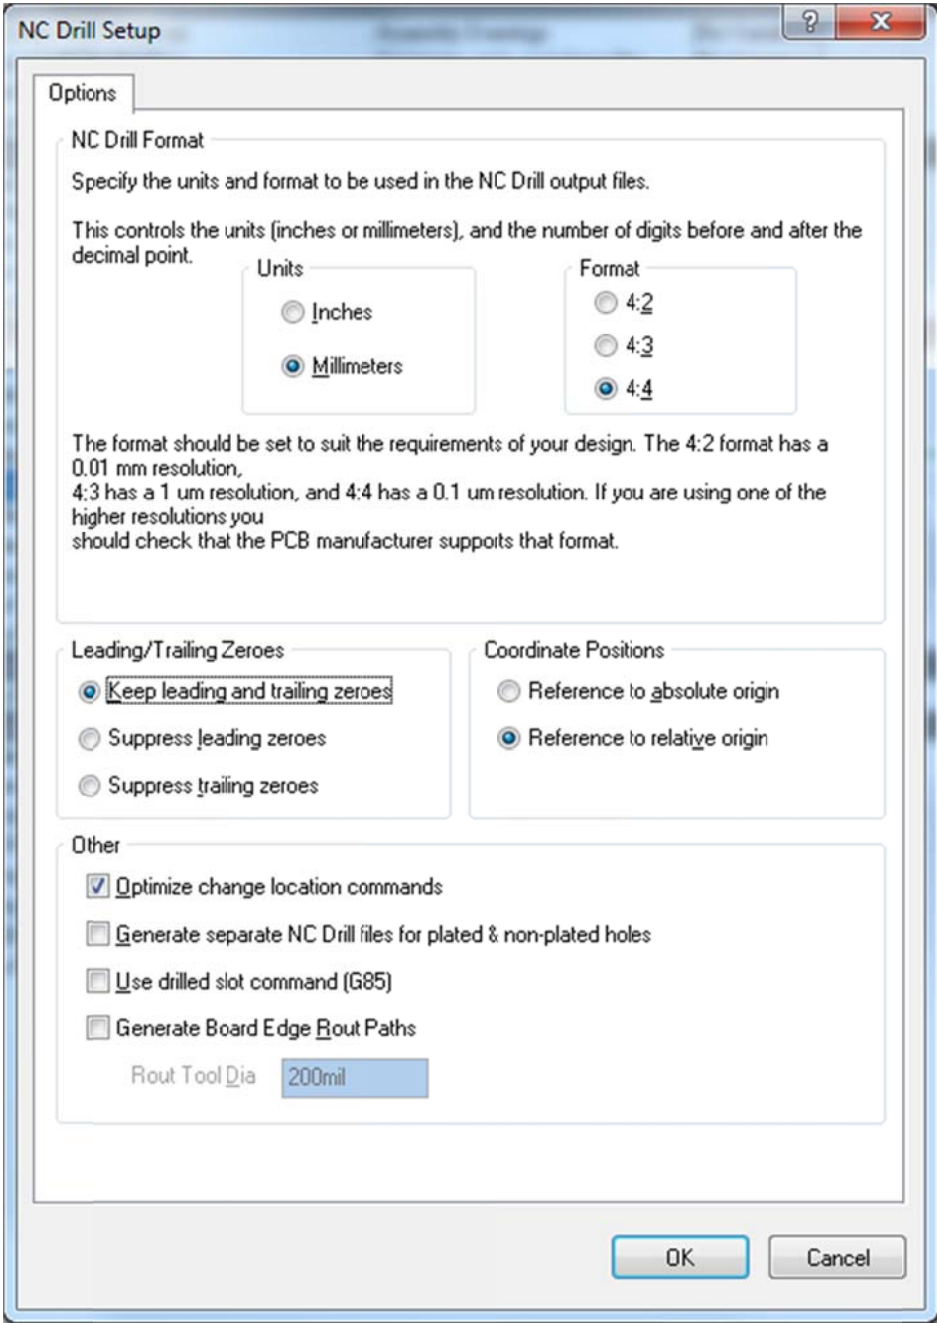 NC Drill Setup
?
Options
NC Drill Format
Specify the units and format to be used in the NC Drill output files.
This controls the units (inches or millimeters), and the number of digits before and after the
decimal point.
Units
Inches
Millimeters
Format
4:2
4:3
4:4
The format should be set to suit the requirements of your design. The 4:2 format has a
0.01 mm resolution,
4:3 has a 1 um resolution, and 4:4 has a 0.1 um resolution. If you are using one of the
higher resolutions you
should check that the PCB manufacturer supports that format.
Leading/Trailing Zeroes
Keep leading and trailing zeroes
Suppress leading zeroes
Suppress trailing zeroes
Coordinate Positions
Reference to absolute origin
Reference to relative origin
Other
Optimize change location commands
Generate separate NC Drill files for plated & non-plated holes
Use drilled slot command (G85)
Generate Board Edge Rout Paths
Rout Tool Dia
200mil
OK
Cancel